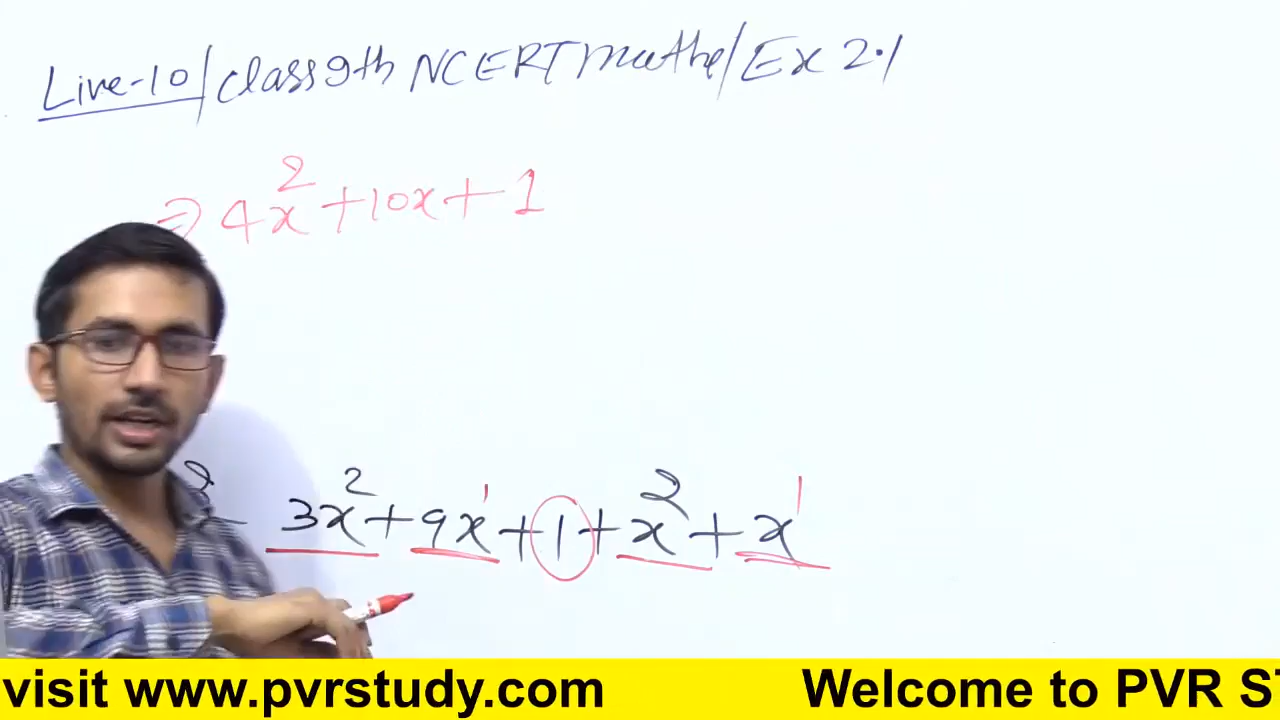 Live-10/class 9th NCERT maths/Ex 2.1
⇒ 4x² + 10x + 1
3x² + 9x¹ + 1 + x² + x¹
visit www.pvrstudy.com Welcome to PVR ST